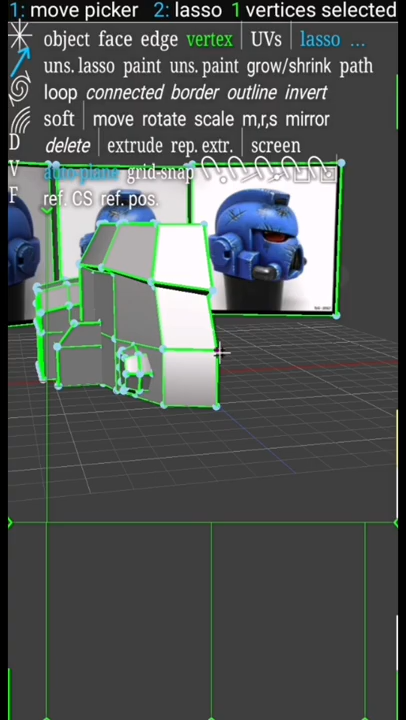 1: move picker 2: lasso 1 vertices selected
object face edge vertex | UVs | lasso ...
uns. lasso paint uns. paint grow/shrink path
loop connected border outline invert
soft | move rotate scale m,r,s mirror
D delete | extrude rep. extr. | screen
V auto-plane grid-snap
F ref. CS ref. pos.